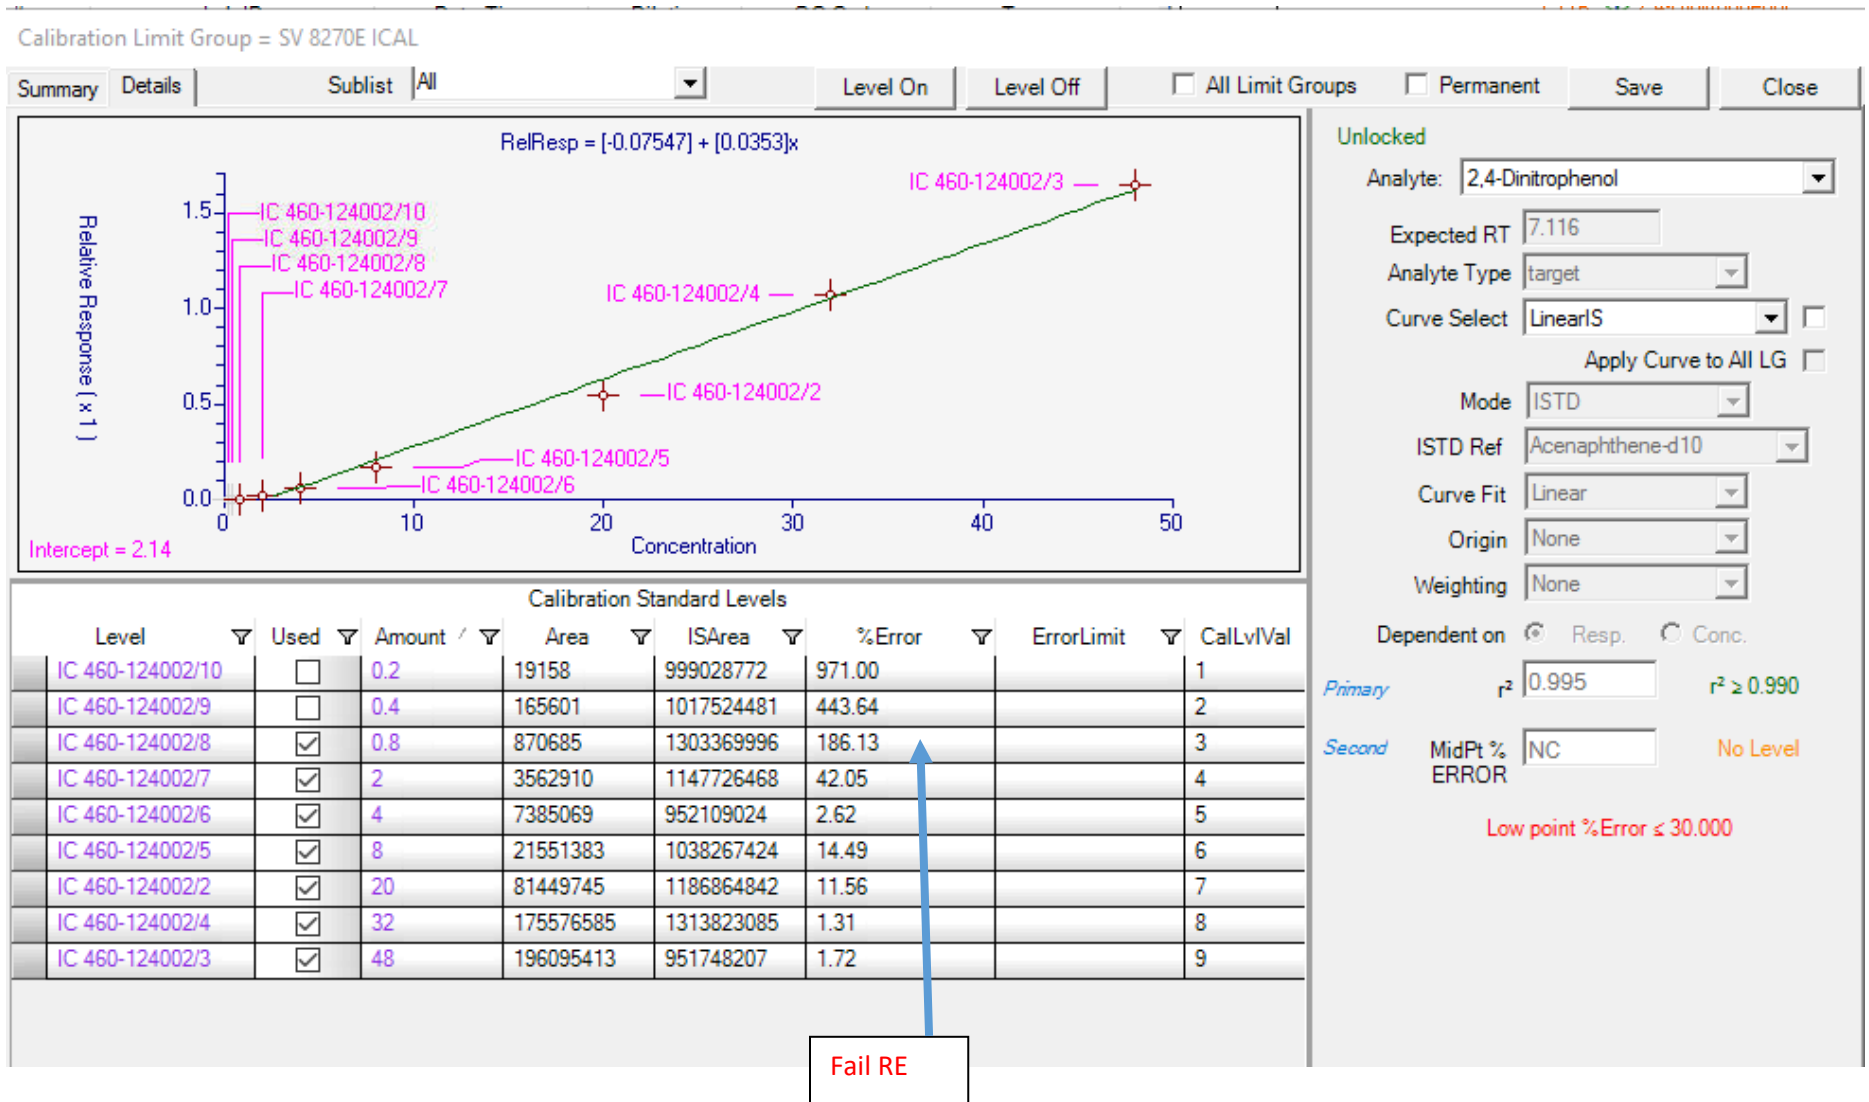 Calibration Limit Group = SV 8270E ICAL
Summary Details Sublist All Level On Level Off All Limit Groups Permanent Save Close
RelResp = [-0.07547] + [0.0353]x
Relative Response ( x 1 )
1.5
1.0
0.5
0.0
IC 460-124002/10
IC 460-124002/9
IC 460-124002/8
IC 460-124002/7
IC 460-124002/3
IC 460-124002/4
IC 460-124002/2
IC 460-124002/5
IC 460-124002/6
0 10 20 30 40 50
Intercept = 2.14
Concentration
Unlocked
Analyte: 2,4-Dinitrophenol
Expected RT 7.116
Analyte Type target
Curve Select LinearIS
Apply Curve to All LG
Mode ISTD
ISTD Ref Acenaphthene-d10
Curve Fit Linear
Origin None
Weighting None
Dependent on Resp. Conc.
Primary r² 0.995 r² ≥ 0.990
Second MidPt % ERROR NC No Level
Low point %Error ≤ 30.000
Calibration Standard Levels
Level Used Amount Area ISArea %Error ErrorLimit CalLvlVal
IC 460-124002/10 0.2 19158 999028772 971.00 1
IC 460-124002/9 0.4 165601 1017524481 443.64 2
IC 460-124002/8 0.8 870685 1303369996 186.13 3
IC 460-124002/7 2 3562910 1147726468 42.05 4
IC 460-124002/6 4 7385069 952109024 2.62 5
IC 460-124002/5 8 21551383 1038267424 14.49 6
IC 460-124002/2 20 81449745 1186864842 11.56 7
IC 460-124002/4 32 175576585 1313823085 1.31 8
IC 460-124002/3 48 196095413 951748207 1.72 9
Fail RE